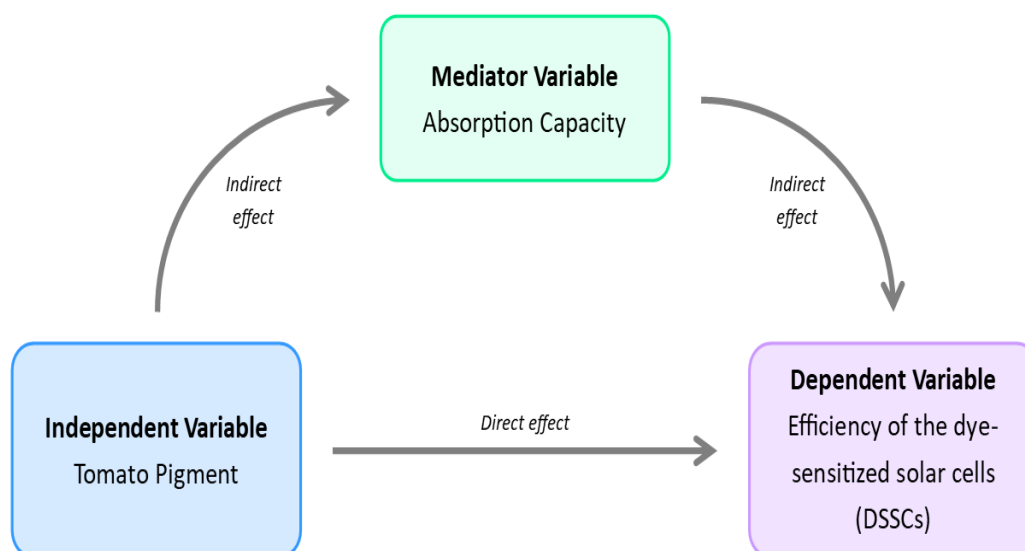 Mediator Variable
Absorption Capacity
Indirect
effect
Indirect
effect
Independent Variable
Tomato Pigment
Direct effect
Dependent Variable
Efficiency of the dye-
sensitized solar cells
(DSSCs)